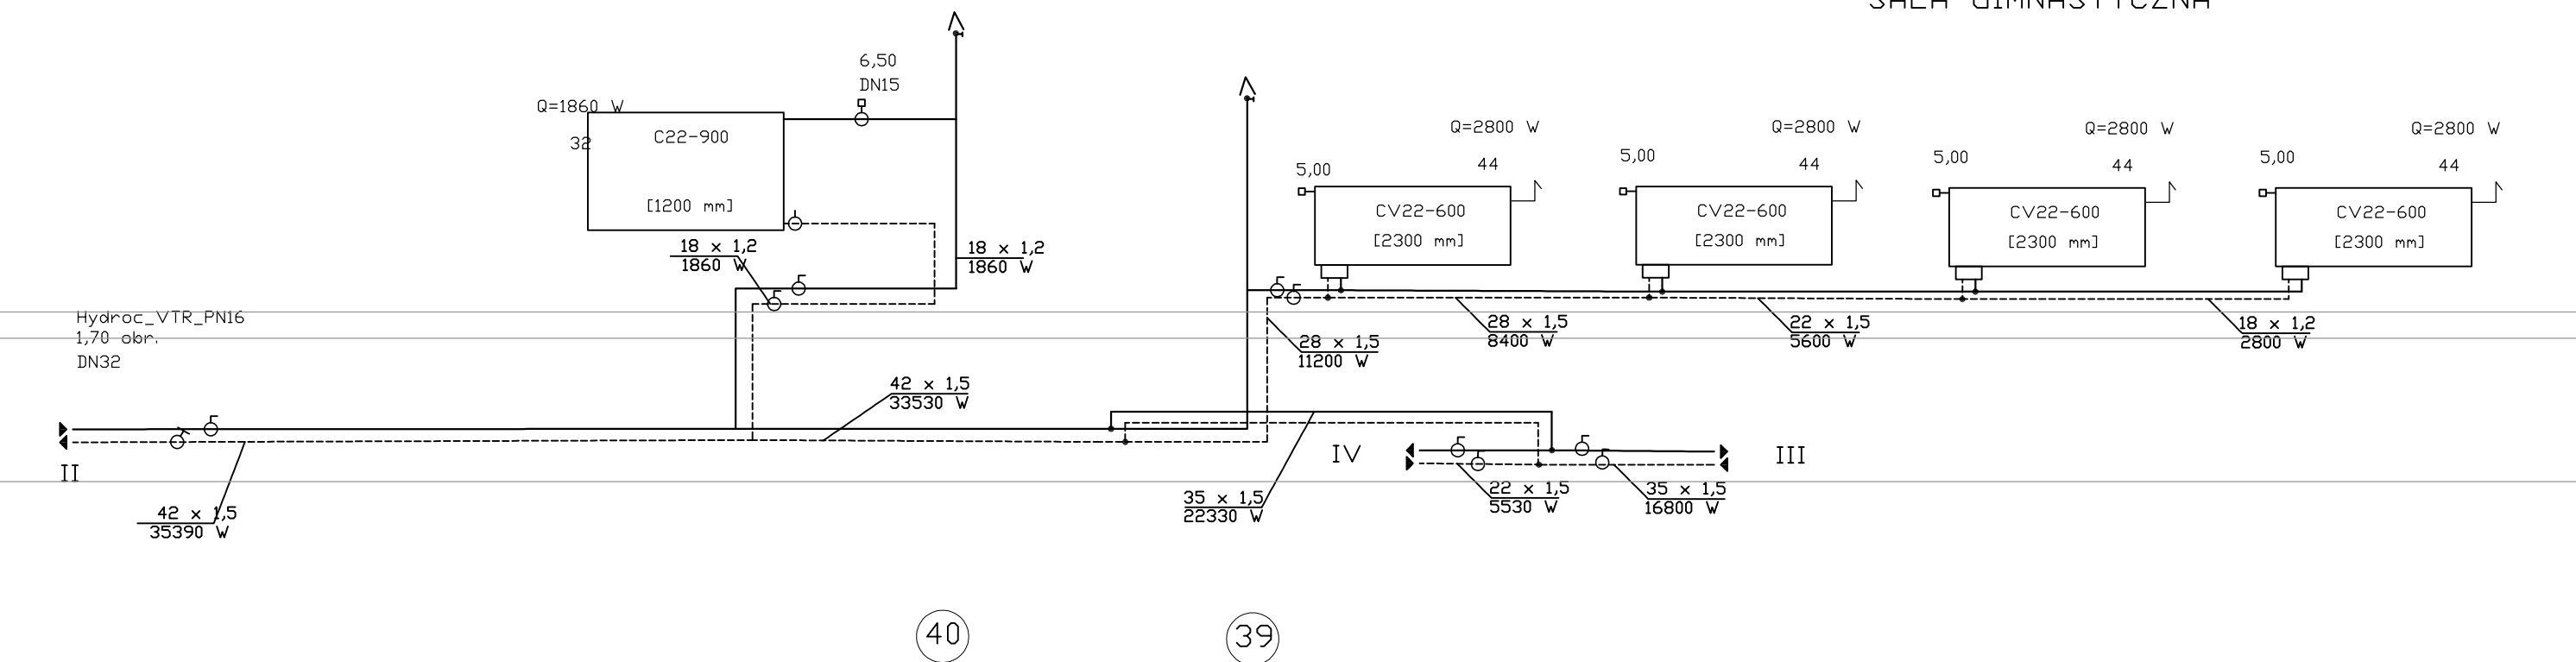 SALA GIMNASTYCZNA
6,50
DN15
Q=1860 W
32
C22-900
[1200 mm]
18 x 1,2
1860 W
18 x 1,2
1860 W
Q=2800 W
44
5,00
CV22-600
[2300 mm]
Q=2800 W
44
5,00
CV22-600
[2300 mm]
Q=2800 W
44
5,00
CV22-600
[2300 mm]
Q=2800 W
44
5,00
CV22-600
[2300 mm]
Hydroc_VTR_PN16
1,70 obr.
DN32
28 x 1,5
11200 W
28 x 1,5
8400 W
22 x 1,5
5600 W
18 x 1,2
2800 W
42 x 1,5
33530 W
II
42 x 1,5
35390 W
35 x 1,5
22330 W
IV
III
22 x 1,5
5530 W
35 x 1,5
16800 W
40
39